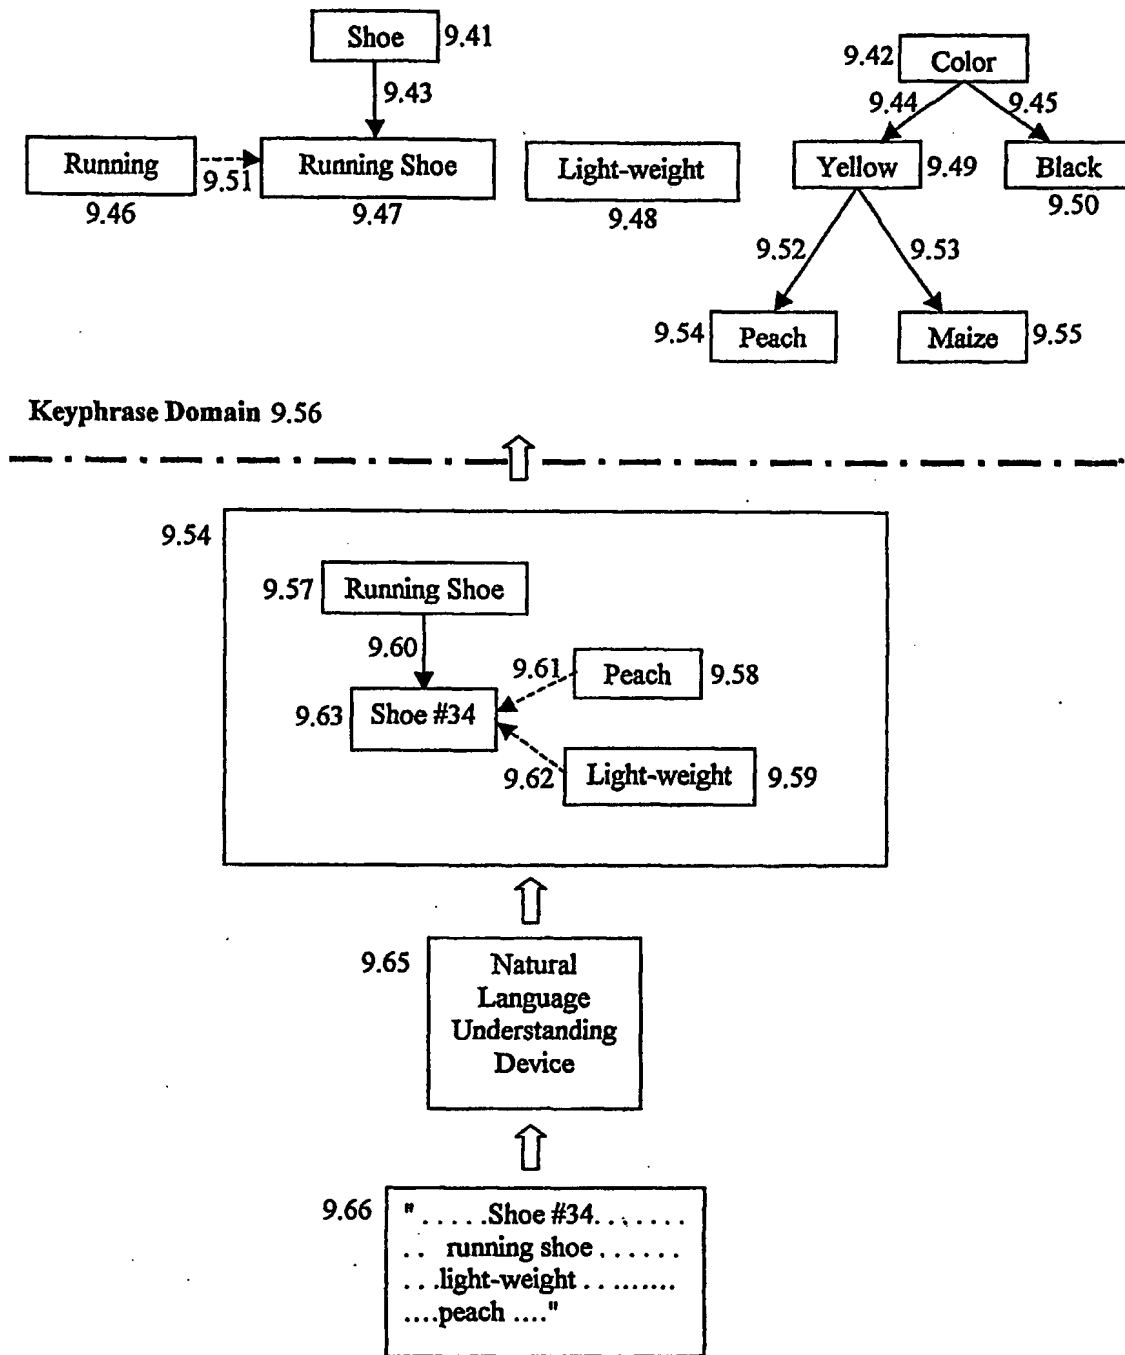 Shoe 9.41
9.42 Color
9.43
9.44 9.45
Running Running Shoe Light-weight Yellow 9.49 Black
9.51
9.46 9.47 9.48 9.50
9.52 9.53
9.54 Peach Maize 9.55
Keyphrase Domain 9.56
9.54
9.57 Running Shoe
9.60
9.61 Peach 9.58
9.63 Shoe #34
9.62 Light-weight 9.59
9.65 Natural
Language
Understanding
Device
9.66 " . . . . . .Shoe #34. . . . . . .
. . running shoe . . . . . .
. . .light-weight . . ........
....peach ...."